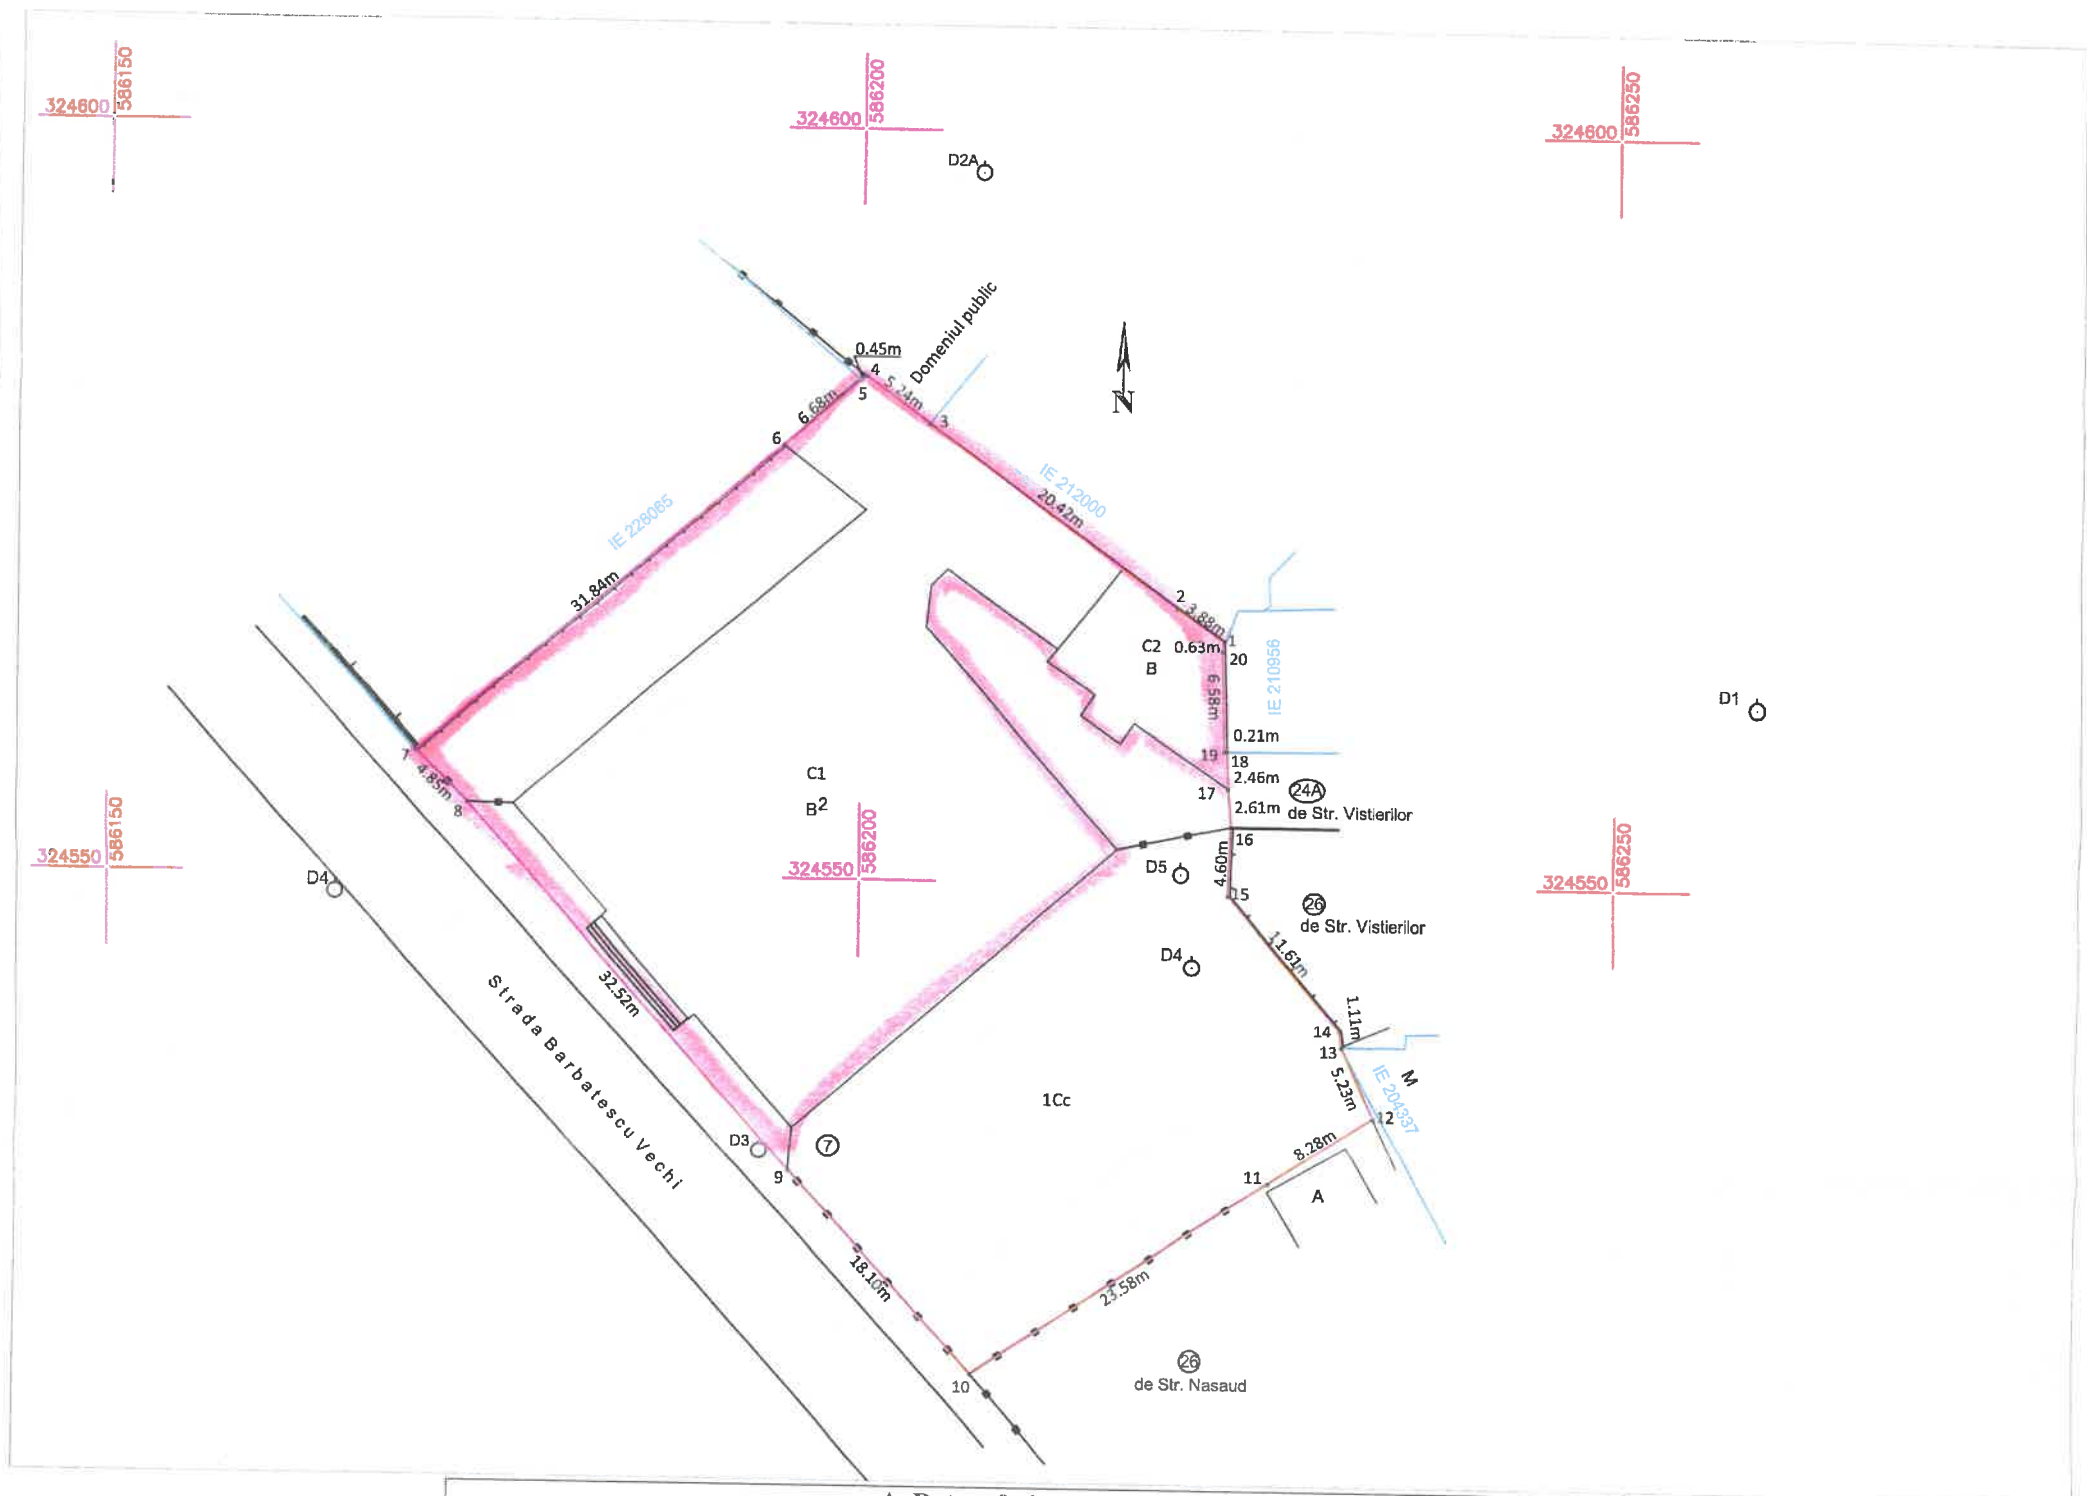 324600
586150
324600
586200
324600
586250
D2A
Domeniul public
0.45m
4
5.24m
5
3
6.68m
6
N
IE 212000
20.42m
IE 226065
31.84m
2
3.88m
1
C2
0.63m
20
B
6.58m
IE 210956
D1
0.21m
19
18
2.46m
17
24A
2.61m
de Str. Vistierilor
7
4.85m
8
C1
B2
16
324550
586150
324550
586200
324550
586250
D4
D5
4.60m
15
26
de Str. Vistierilor
11.61m
D4
32.52m
Strada Barbatescu Vechi
1.11m
14
13
M
5.23m
IE 204337
1Cc
12
D3
7
8.28m
9
11
A
18.10m
23.58m
10
26
de Str. Nasaud